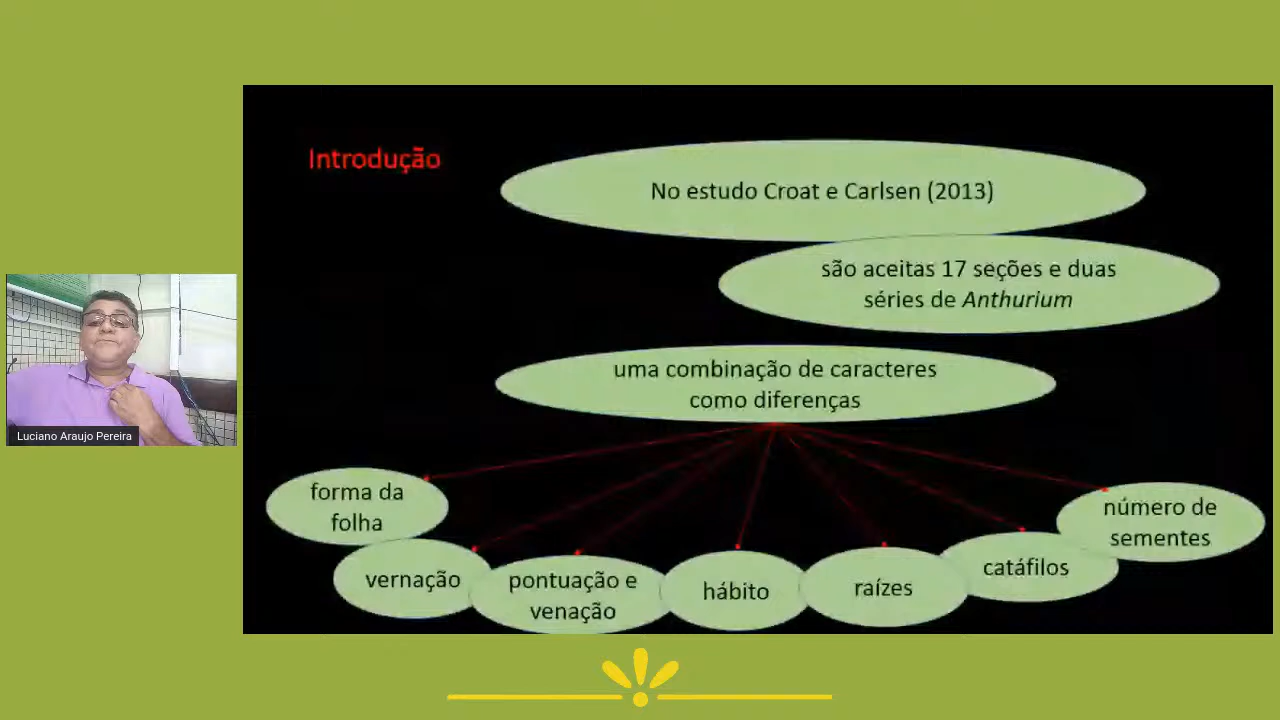 Introdução
No estudo Croat e Carlsen (2013)
são aceitas 17 seções e duas
séries de Anthurium
uma combinação de caracteres
como diferenças
forma da
folha
vernação
pontuação e
venação
hábito
raízes
catáfilos
número de
sementes
Luciano Araujo Pereira